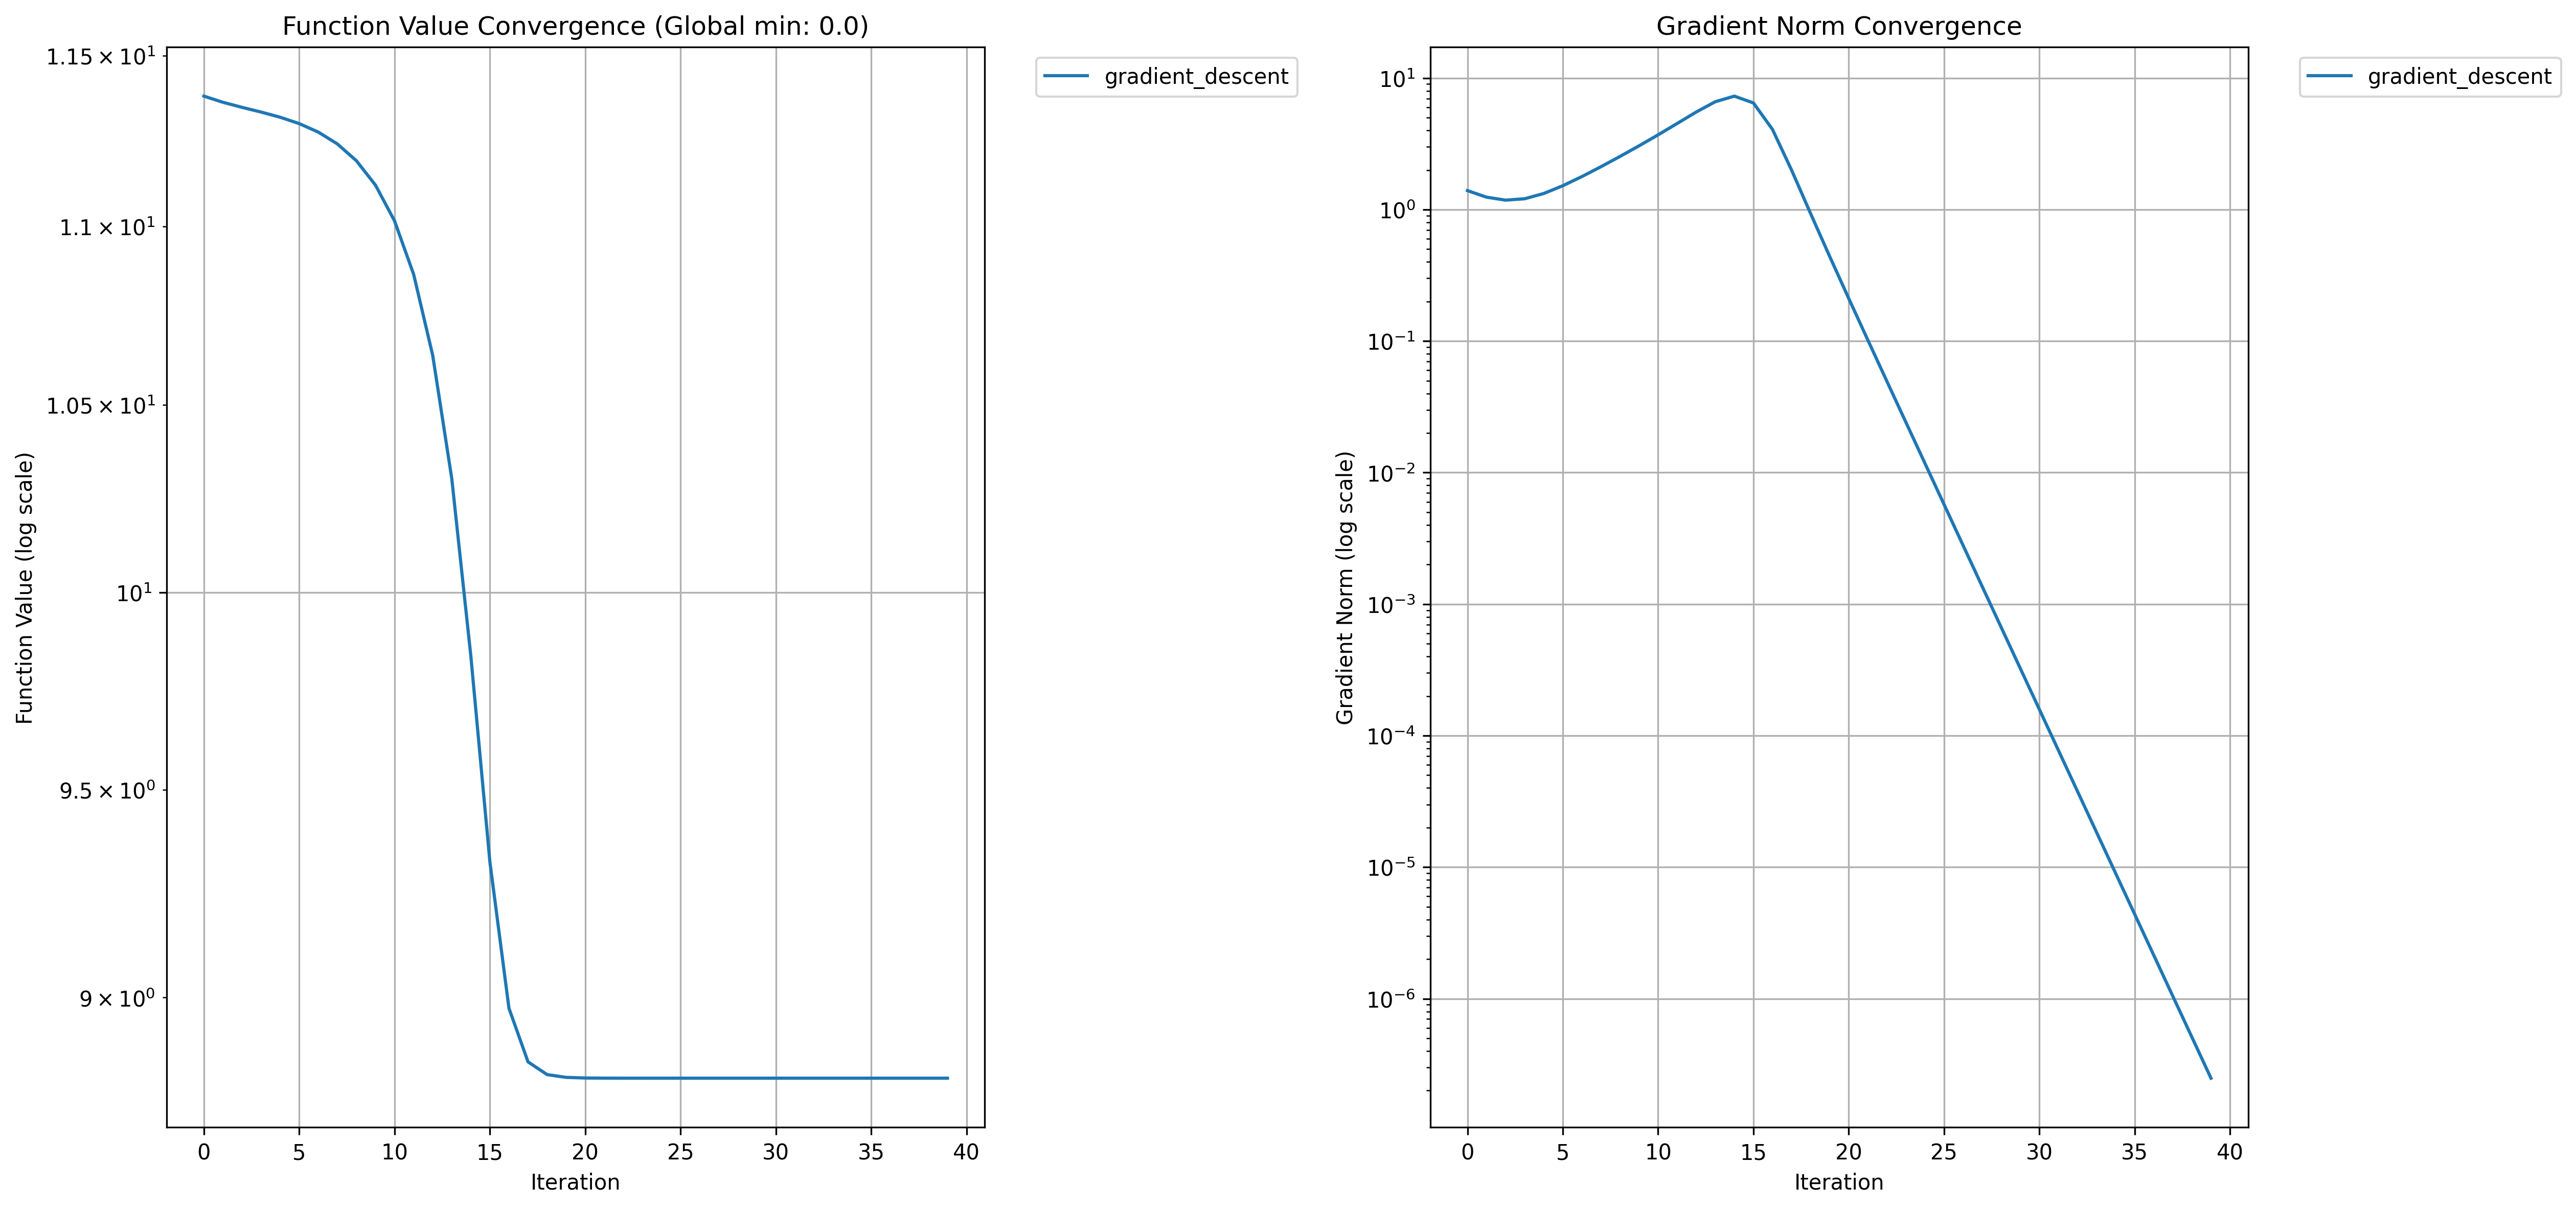 Function Value Convergence (Global min: 0.0)
1.15 × 10¹
1.1 × 10¹
1.05 × 10¹
10¹
9.5 × 10⁰
9 × 10⁰
Function Value (log scale)
0 5 10 15 20 25 30 35 40
Iteration
gradient_descent
Gradient Norm Convergence
10¹
10⁰
10⁻¹
10⁻²
10⁻³
10⁻⁴
10⁻⁵
10⁻⁶
Gradient Norm (log scale)
0 5 10 15 20 25 30 35 40
Iteration
gradient_descent